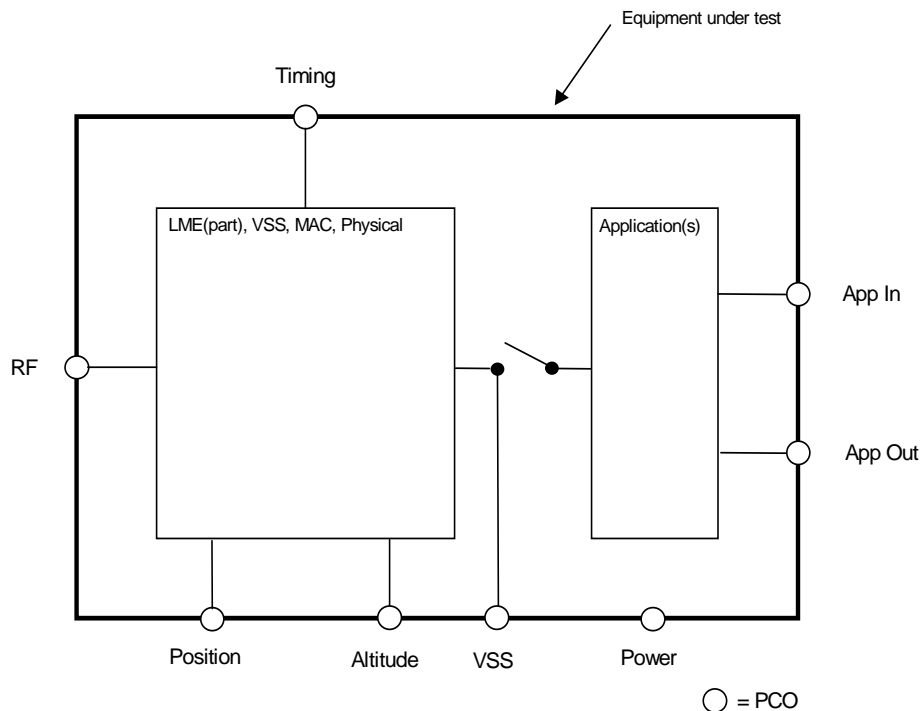 Equipment under test
Timing
LME(part), VSS, MAC, Physical
Application(s)
App In
RF
App Out
Position
Altitude
VSS
Power
= PCO